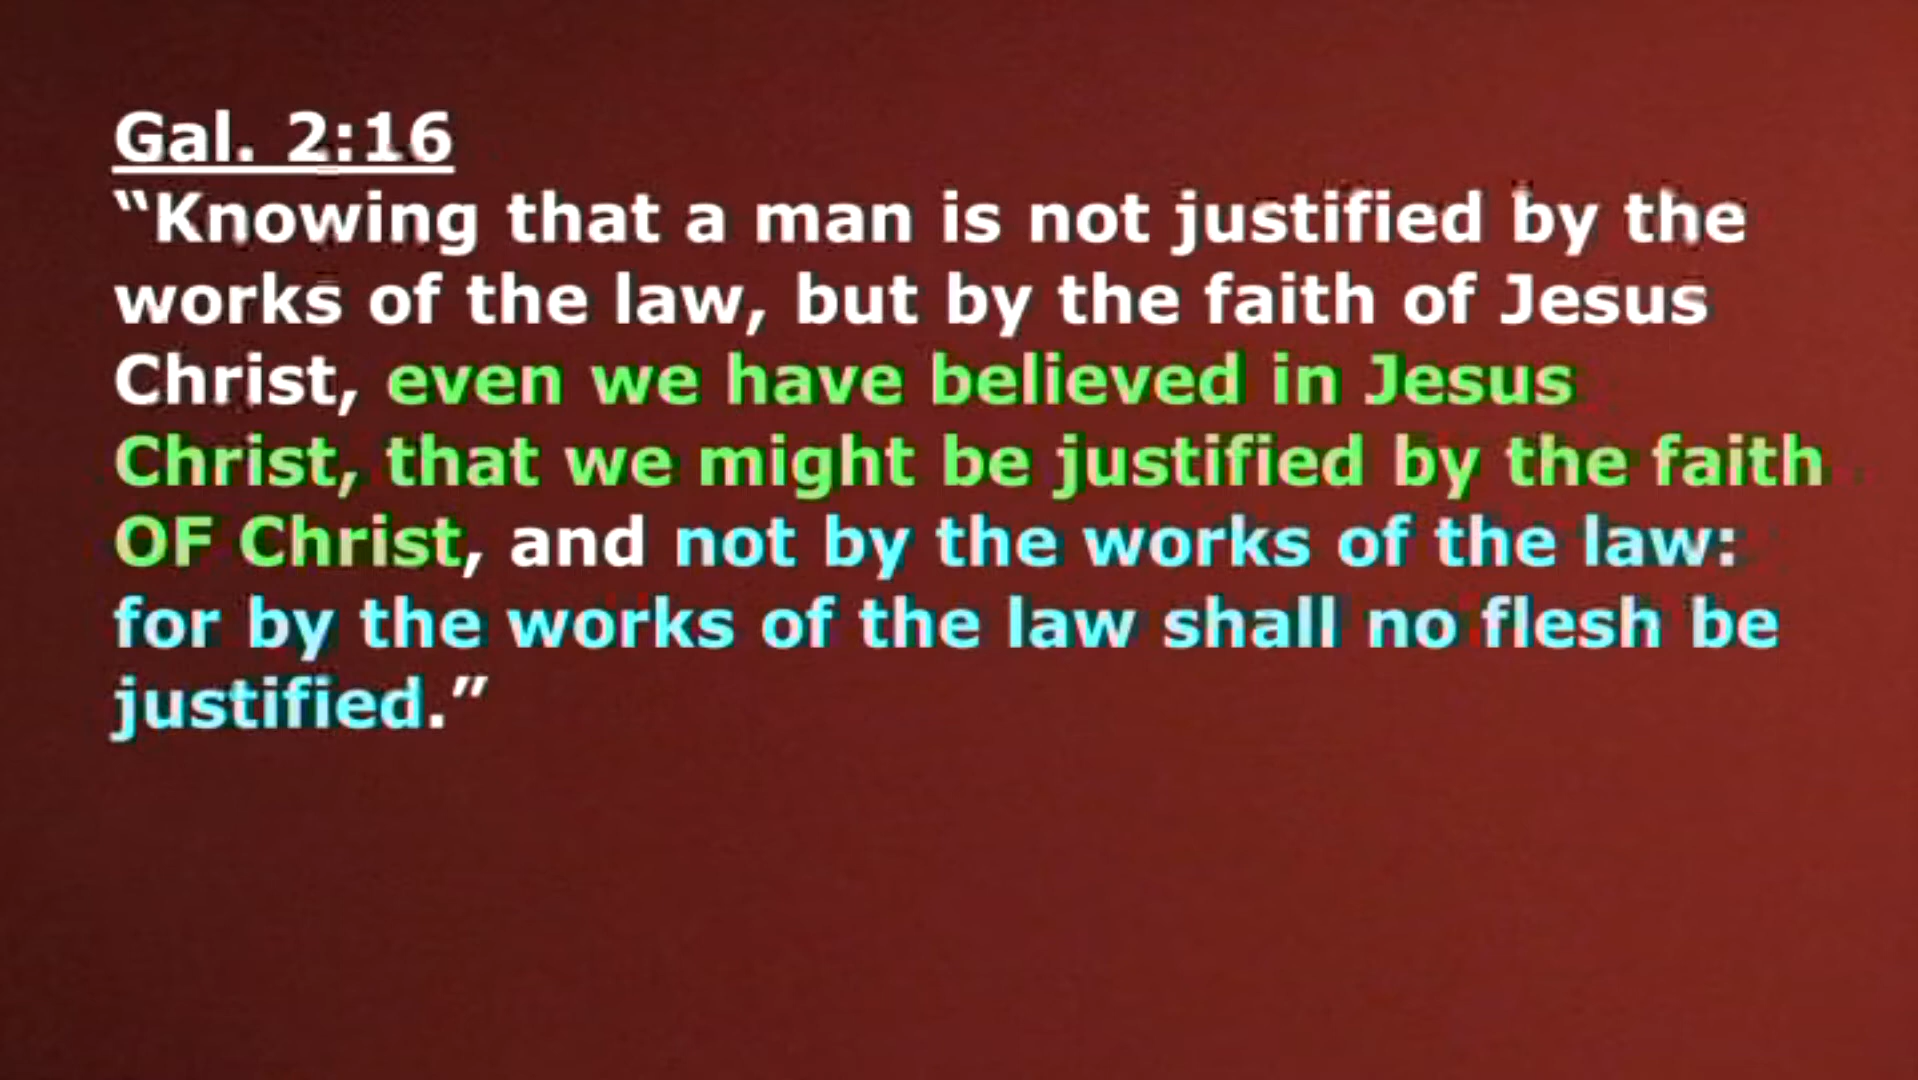 Gal. 2:16
“Knowing that a man is not justified by the
works of the law, but by the faith of Jesus
Christ, even we have believed in Jesus
Christ, that we might be justified by the faith
OF Christ, and not by the works of the law:
for by the works of the law shall no flesh be
justified.”